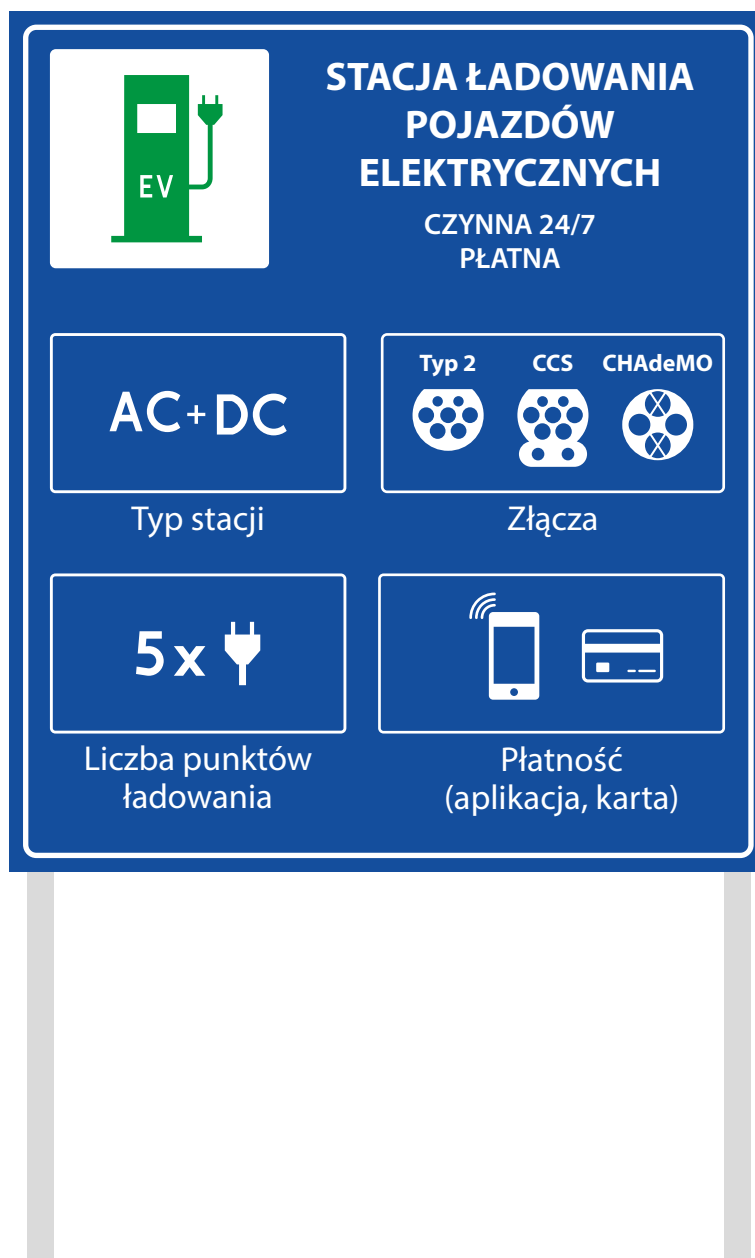 EV
STACJA ŁADOWANIA
POJAZDÓW
ELEKTRYCZNYCH
CZYNNA 24/7
PŁATNA
AC+DC
Typ stacji
Typ 2 CCS CHAdeMO
Złącza
5x
Liczba punktów
ładowania
Płatność
(aplikacja, karta)